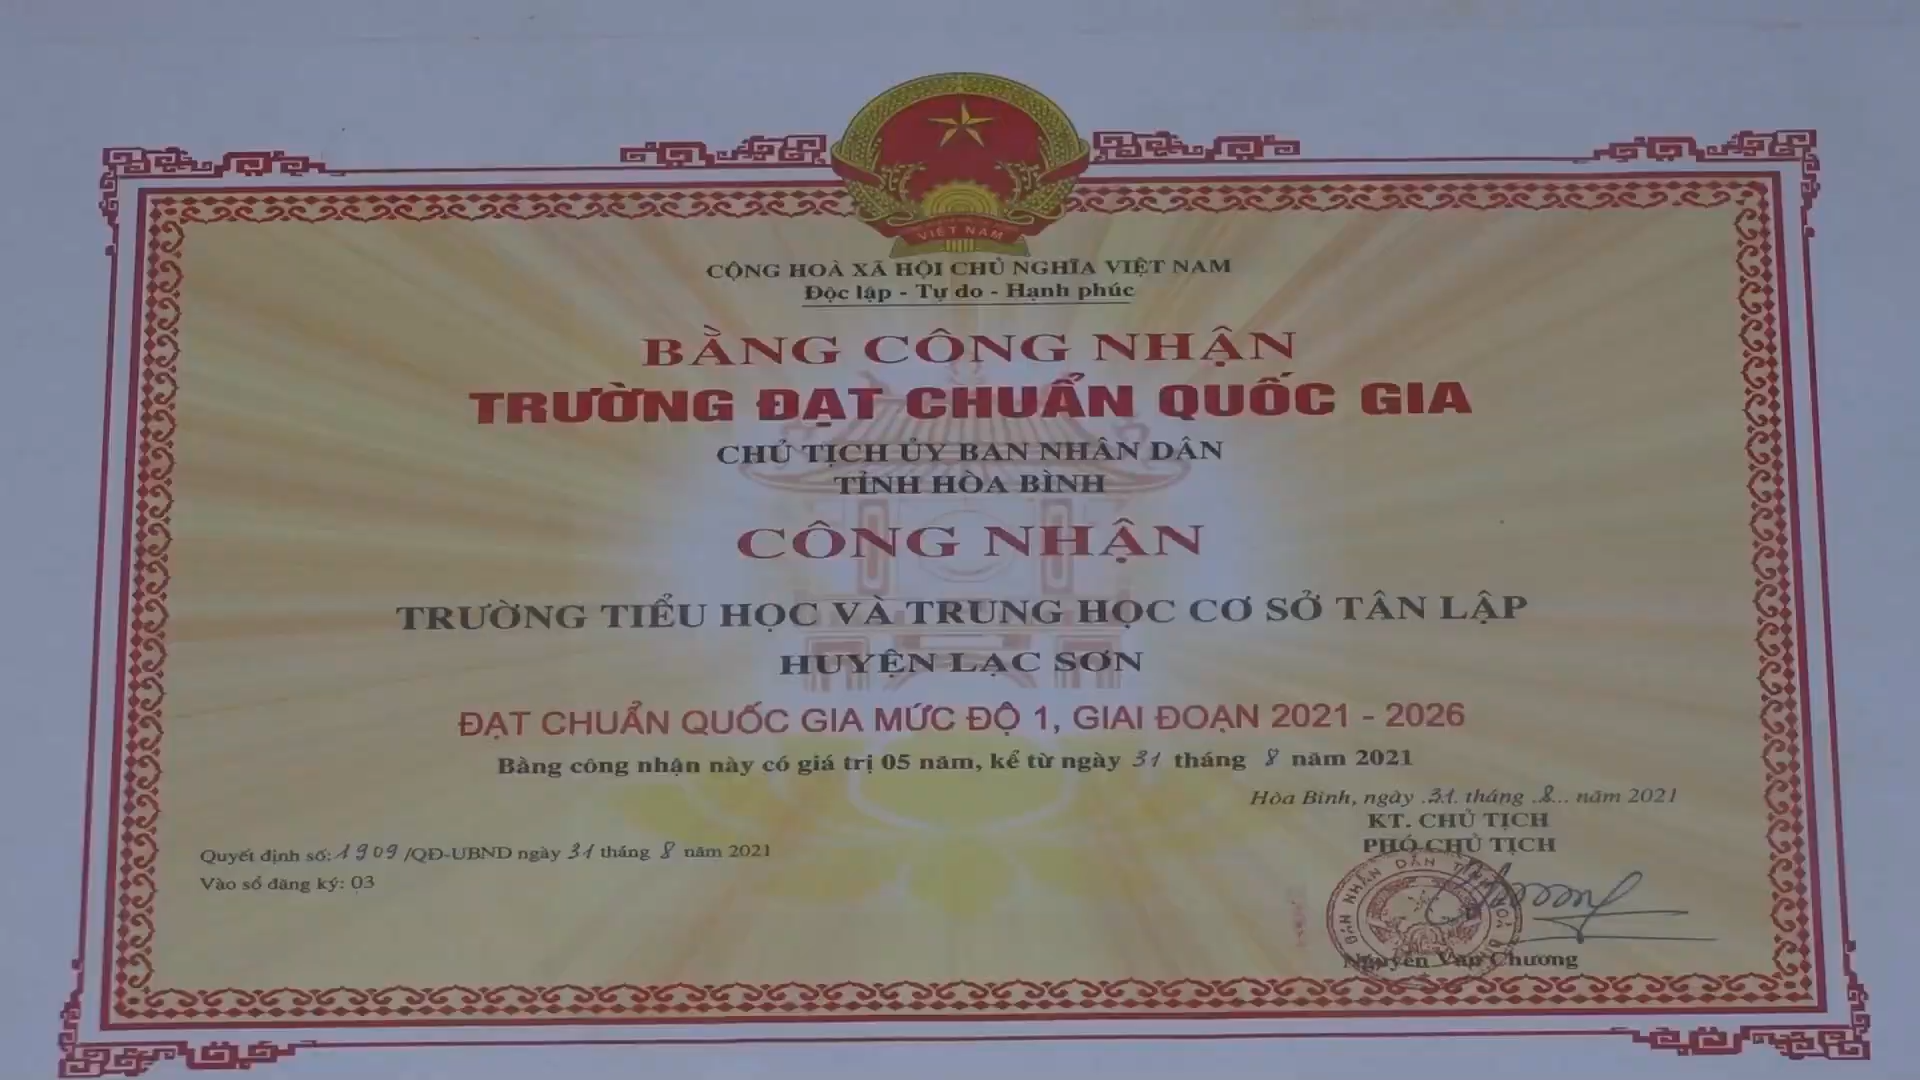 VIỆT NAM
CỘNG HOÀ XÃ HỘI CHỦ NGHĨA VIỆT NAM
Độc lập - Tự do - Hạnh phúc
BẰNG CÔNG NHẬN
TRƯỜNG ĐẠT CHUẨN QUỐC GIA
CHỦ TỊCH ỦY BAN NHÂN DÂN
TỈNH HÒA BÌNH
CÔNG NHẬN
TRƯỜNG TIỂU HỌC VÀ TRUNG HỌC CƠ SỞ TÂN LẬP
HUYỆN LẠC SƠN
ĐẠT CHUẨN QUỐC GIA MỨC ĐỘ 1, GIAI ĐOẠN 2021 - 2026
Bằng công nhận này có giá trị 05 năm, kể từ ngày 31 tháng 8 năm 2021
Hòa Bình, ngày .31. tháng .8... năm 2021
KT. CHỦ TỊCH
PHÓ CHỦ TỊCH
Quyết định số: 1909 /QĐ-UBND ngày 31 tháng 8 năm 2021
Vào sổ đăng ký: 03
BAN NHÂN DÂN
Nguyễn Văn Chương